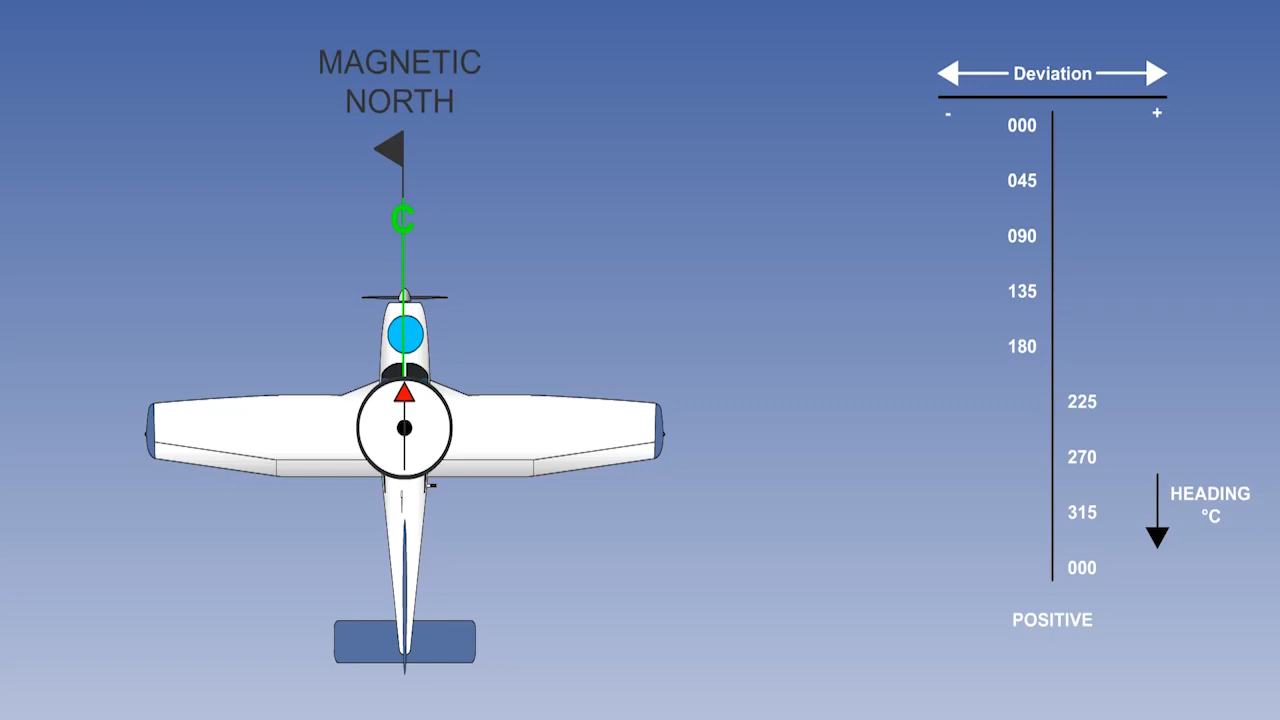 MAGNETIC
NORTH
C
Deviation
- +
000
045
090
135
180
225
270
315
000
HEADING
°C
POSITIVE